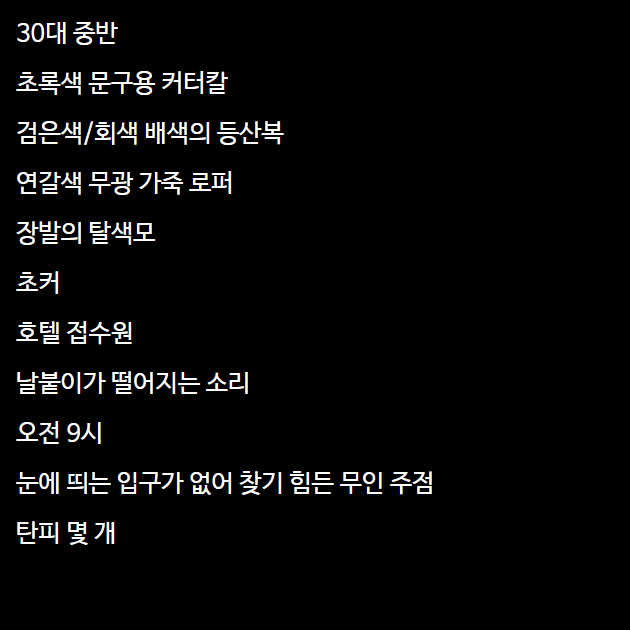 30대 중반
초록색 문구용 커터칼
검은색/회색 배색의 등산복
연갈색 무광 가죽 로퍼
장발의 탈색모
초커
호텔 접수원
날붙이가 떨어지는 소리
오전 9시
눈에 띄는 입구가 없어 찾기 힘든 무인 주점
탄피 몇 개